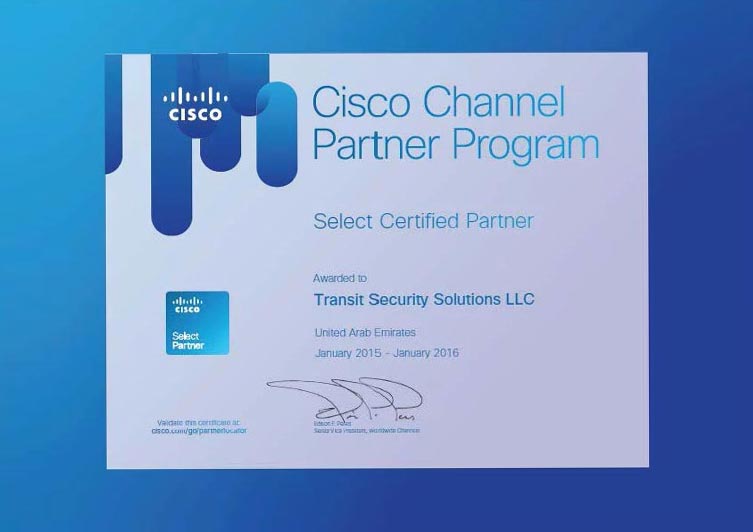 CISCO
Cisco Channel
Partner Program
Select Certified Partner
Awarded to
Transit Security Solutions LLC
CISCO
Select
Partner
United Arab Emirates
January 2015 - January 2016
Validate this certificate at:
cisco.com/go/partnerlocator
Edison F. Peres
Senior Vice President, Worldwide Channels